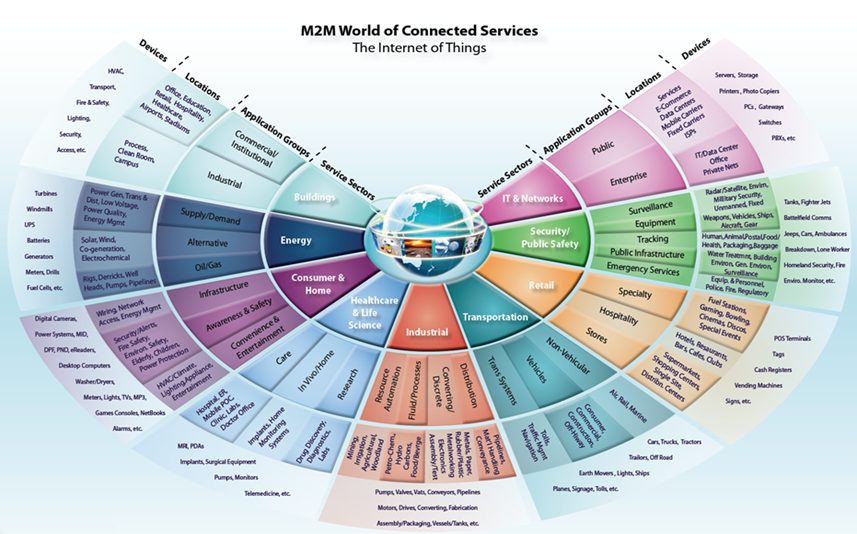 M2M World of Connected Services
The Internet of Things
Devices
Locations
Application Groups
Service Sectors
Service Sectors
Application Groups
Locations
Devices
HVAC,
Transport,
Fire & Safety,
Lighting,
Security,
Access, etc.
Office, Education,
Retail, Hospitality,
Healthcare,
Airports, Stadiums
Process,
Clean Room,
Campus
Commercial/
Institutional
Industrial
Buildings
Turbines
Windmills
UPS
Batteries
Generators
Meters, Drills
Fuel Cells, etc.
Power Gen, Trans &
Dist, Low Voltage,
Power Quality,
Energy Mgmt
Solar, Wind,
Co-generation,
Electrochemical
Rigs, Derricks, Well
Heads, Pumps, Pipelines
Supply/Demand
Alternative
Oil/Gas
Energy
Digital Cameras,
Power Systems, MID,
DPF, PND, eReaders,
Desktop Computers
Washer/Dryers,
Meters, Lights, TVs, MP3,
Games Consoles, NetBooks
Alarms, etc.
Wiring, Network
Access, Energy Mgmt
Security/Alerts,
Fire Safety,
Environ. Safety,
Elderly, Children,
Power Protection
HVAC/Climate,
Lighting/Appliance,
Entertainment
Infrastructure
Awareness & Safety
Convenience &
Entertainment
Consumer &
Home
MRI, PDAs
Implants, Surgical Equipment
Pumps, Monitors
Telemedicine, etc.
Hospital, ER,
Mobile POC,
Clinic, Labs,
Doctor Office
Implants, Home
Monitoring
Systems
Drug Discovery,
Diagnostics,
Labs
Care
In Vivo/Home
Research
Healthcare
& Life
Science
Industrial
Resource
Automation
Fluid/Processes
Converting/
Discrete
Distribution
Mining,
Irrigation,
Agricultural,
Woodland
Petro-Chem,
Hydro
Carbons,
Food/Beverge
Metals, Paper,
Rubber/Plastic
Metalworking
Electronics
Assembly/Test
Pipelines,
Mat'l Handling
Conveyance
Pumps, Valves, Vats, Conveyors, Pipelines
Motors, Drives, Converting, Fabrication
Assembly/Packaging, Vessels/Tanks, etc.
Transportation
Trans Systems
Vehicles
Non-Vehicular
Tolls,
Traffic Mgmt
Navigation
Consumer,
Commercial,
Construction,
Off-Hiway
Air, Rail, Marine
Cars, Trucks, Tractors
Trailors, Off Road
Earth Movers , Lights, Ships
Planes, Signage, Tolls, etc.
Retail
Specialty
Hospitality
Stores
Fuel Stations,
Gaming, Bowling,
Cinemas, Discos,
Special Events
Hotels, Restaurants,
Bars, Cafes, Clubs
Supermarkets,
Shopping Centers,
Single Site,
Distribn. Centers
POS Terminals
Tags
Cash Registers
Vending Machines
Signs, etc.
Security/
Public Safety
Surveillance
Equipment
Tracking
Public Infrastructure
Emergency Services
Radar/Satellite, Environ,
Military Security,
Unmanned, Fixed
Weapons, Vehicles, Ships,
Aircraft, Gear
Human,Animal,Postal,Food/
Health, Packaging,Baggage
Water Treatmnt, Building
Environ, Gen. Environ,
Surveillance
Equip. & Personnel,
Police, Fire, Regulatory
Tanks, Fighter Jets
Battelfield Comms
Jeeps, Cars, Ambulances
Breakdown, Lone Worker
Homeland Security, Fire
Enviro. Monitor, etc.
IT & Networks
Public
Enterprise
Services
E-Commerce
Data Centers
Mobile Carriers
Fixed Carriers
ISPs
IT/Data Center
Office
Private Nets
Servers, Storage
Printers , Photo Copiers
PCs , Gateways
Switches
PBXs, etc